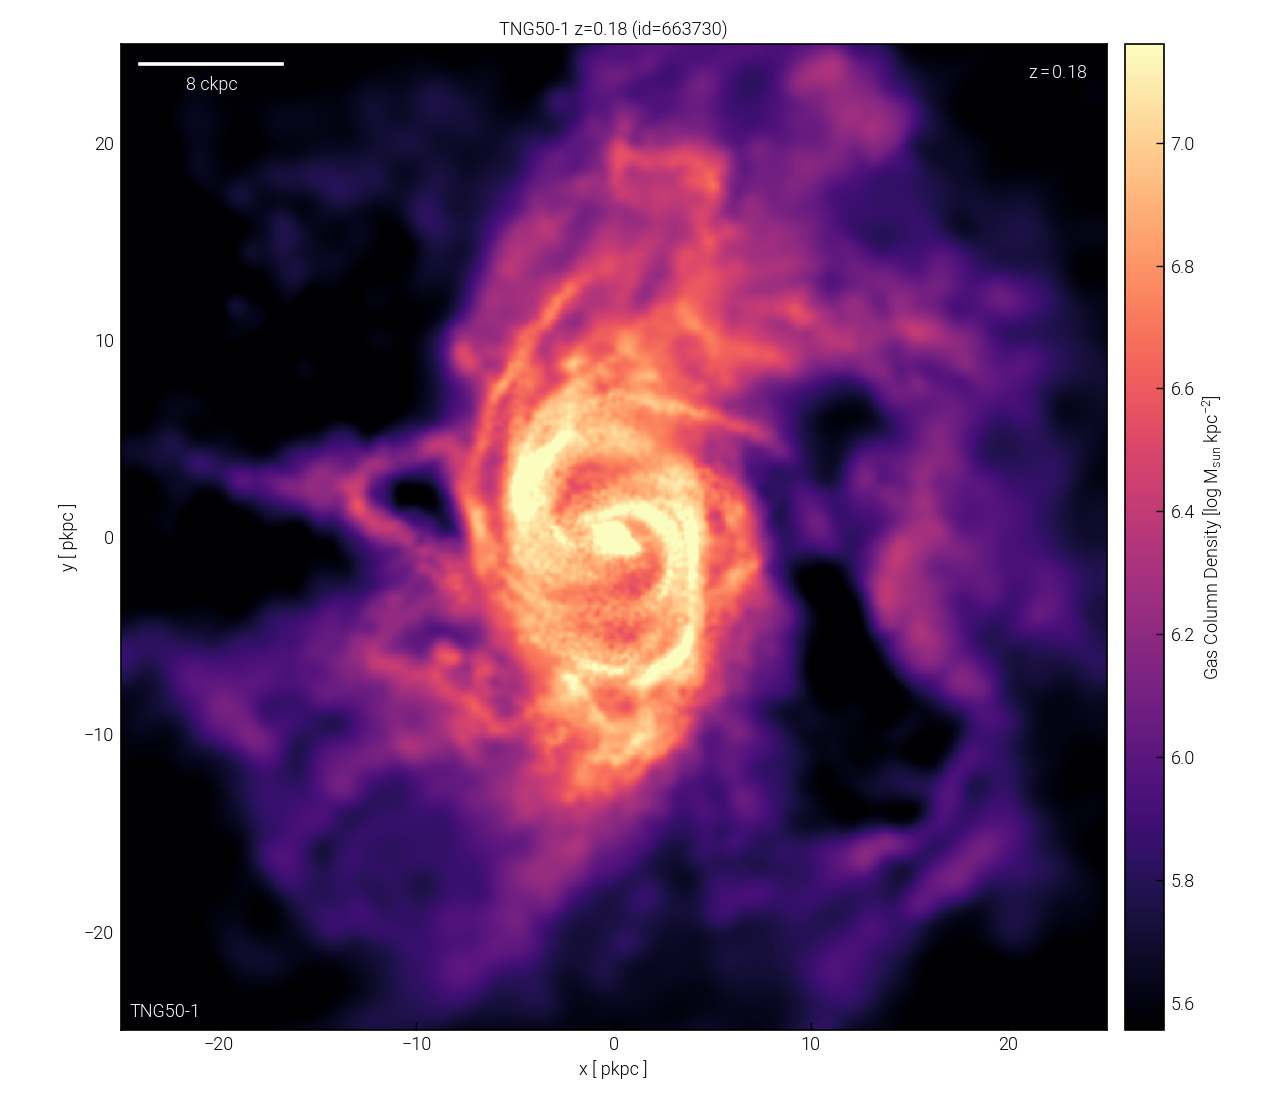 TNG50-1 z=0.18 (id=663730)
8 ckpc
z=0.18
TNG50-1
20
10
0
−10
−20
y [ pkpc ]
−20
−10
0
10
20
x [ pkpc ]
7.0
6.8
6.6
6.4
6.2
6.0
5.8
5.6
Gas Column Density [log M_sun kpc⁻²]